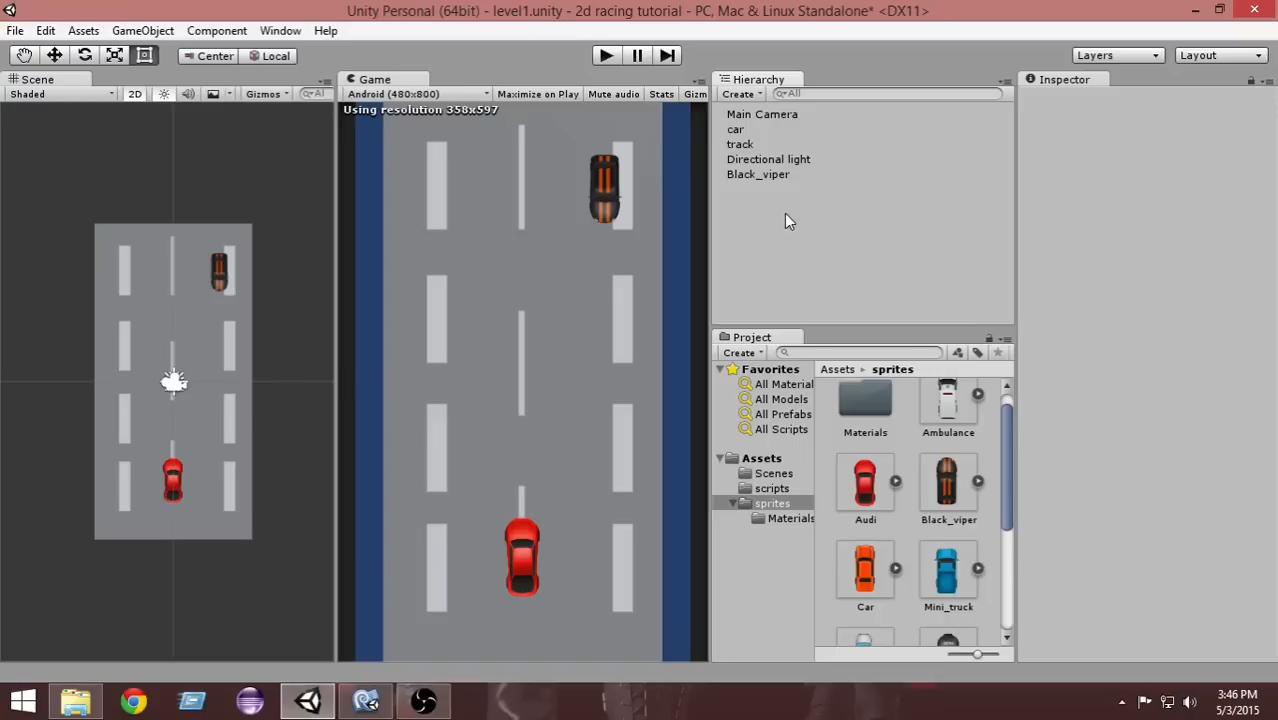 Unity Personal (64bit) - level1.unity - 2d racing tutorial - PC, Mac & Linux Standalone* <DX11>
File Edit Assets GameObject Component Window Help
Center Local Layers Layout
Scene Game Hierarchy Inspector
Shaded 2D Gizmos All Android (480x800) Maximize on Play Mute audio Stats Gizm Create All
Using resolution 358x597
Main Camera
car
track
Directional light
Black_viper
Project
Create
Favorites
All Material
All Models
All Prefabs
All Scripts
Assets
Scenes
scripts
sprites
Materials
Assets sprites
Materials Ambulance
Audi Black_viper
Car Mini_truck
3:46 PM
5/3/2015